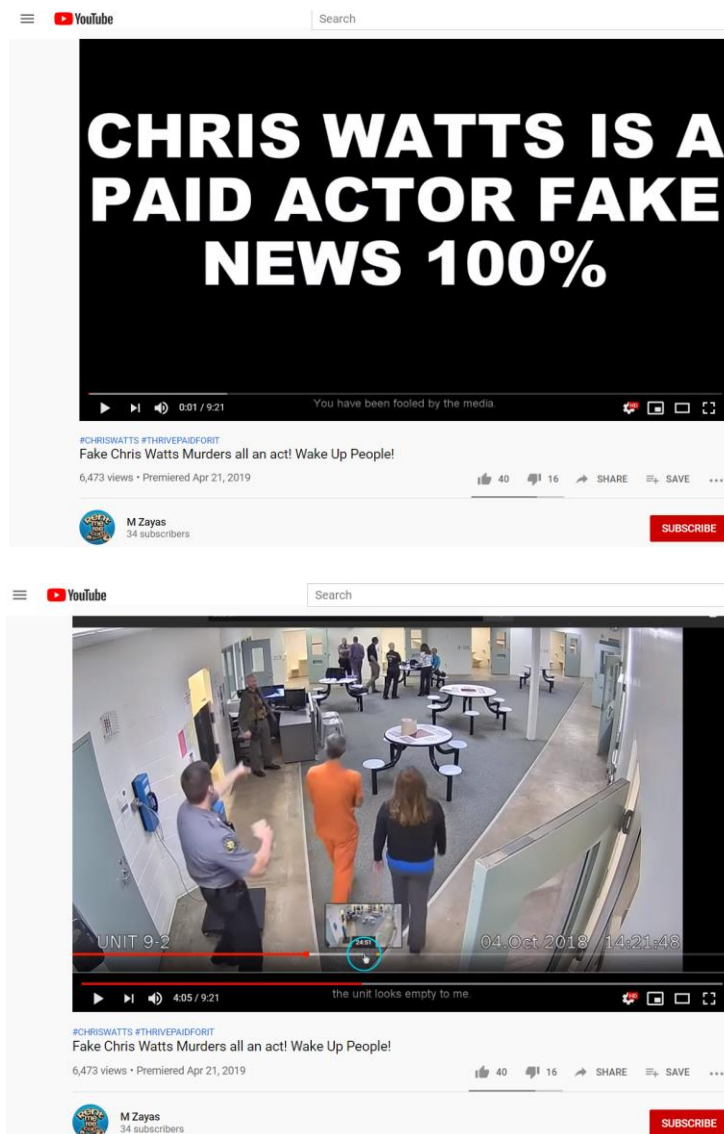 YouTube
Search
CHRIS WATTS IS A
PAID ACTOR FAKE
NEWS 100%
You have been fooled by the media.
0:01 / 9:21
HD
#CHRISWATTS #THRIVEPAIDFORIT
Fake Chris Watts Murders all an act! Wake Up People!
6,473 views • Premiered Apr 21, 2019
40
16
SHARE
SAVE
M Zayas
34 subscribers
SUBSCRIBE
YouTube
Search
UNIT 9-2
24:51
04.Oct 2018 14:21:48
4:05 / 9:21
the unit looks empty to me.
HD
#CHRISWATTS #THRIVEPAIDFORIT
Fake Chris Watts Murders all an act! Wake Up People!
6,473 views • Premiered Apr 21, 2019
40
16
SHARE
SAVE
M Zayas
34 subscribers
SUBSCRIBE